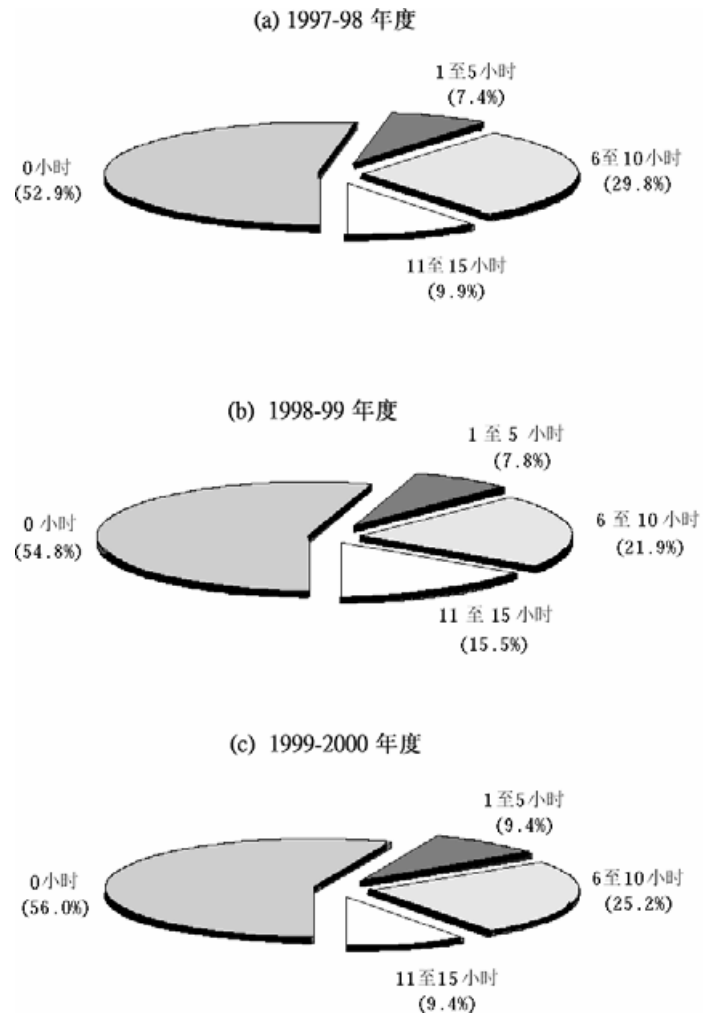 (a) 1997-98 年度
1至5小时
(7.4%)
6至10小时
(29.8%)
0小时
(52.9%)
11至15小时
(9.9%)
(b) 1998-99 年度
1 至 5 小时
(7.8%)
0 小时
(54.8%)
6 至 10 小时
(21.9%)
11 至 15 小时
(15.5%)
(c) 1999-2000 年度
1至5小时
(9.4%)
0小时
(56.0%)
6至10小时
(25.2%)
11至15小时
(9.4%)